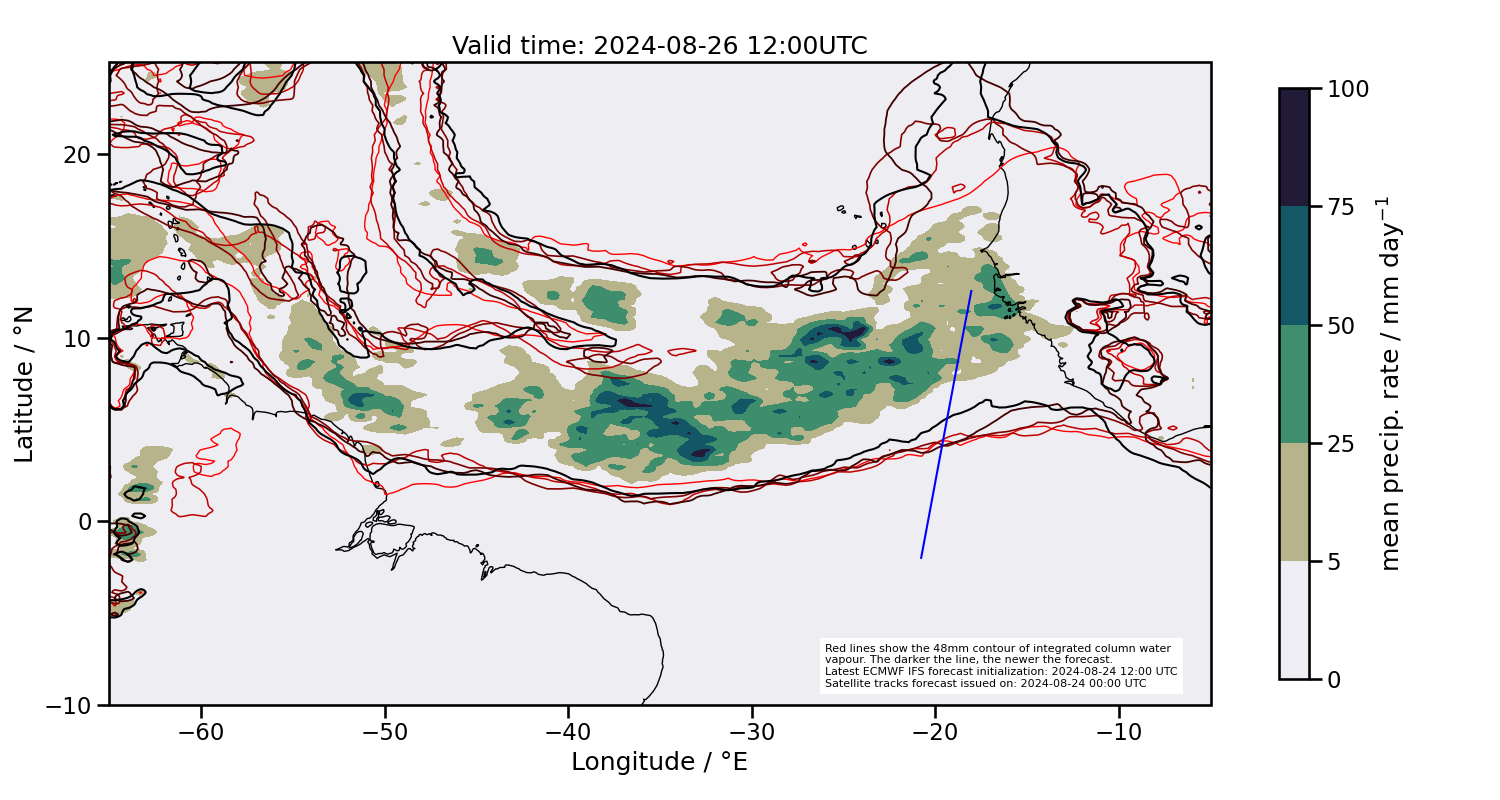 Valid time: 2024-08-26 12:00UTC
20
10
0
−10
Latitude / °N
−60
−50
−40
−30
−20
−10
Longitude / °E
Red lines show the 48mm contour of integrated column water
vapour. The darker the line, the newer the forecast.
Latest ECMWF IFS forecast initialization: 2024-08-24 12:00 UTC
Satellite tracks forecast issued on: 2024-08-24 00:00 UTC
100
75
50
25
5
0
mean precip. rate / mm day⁻¹